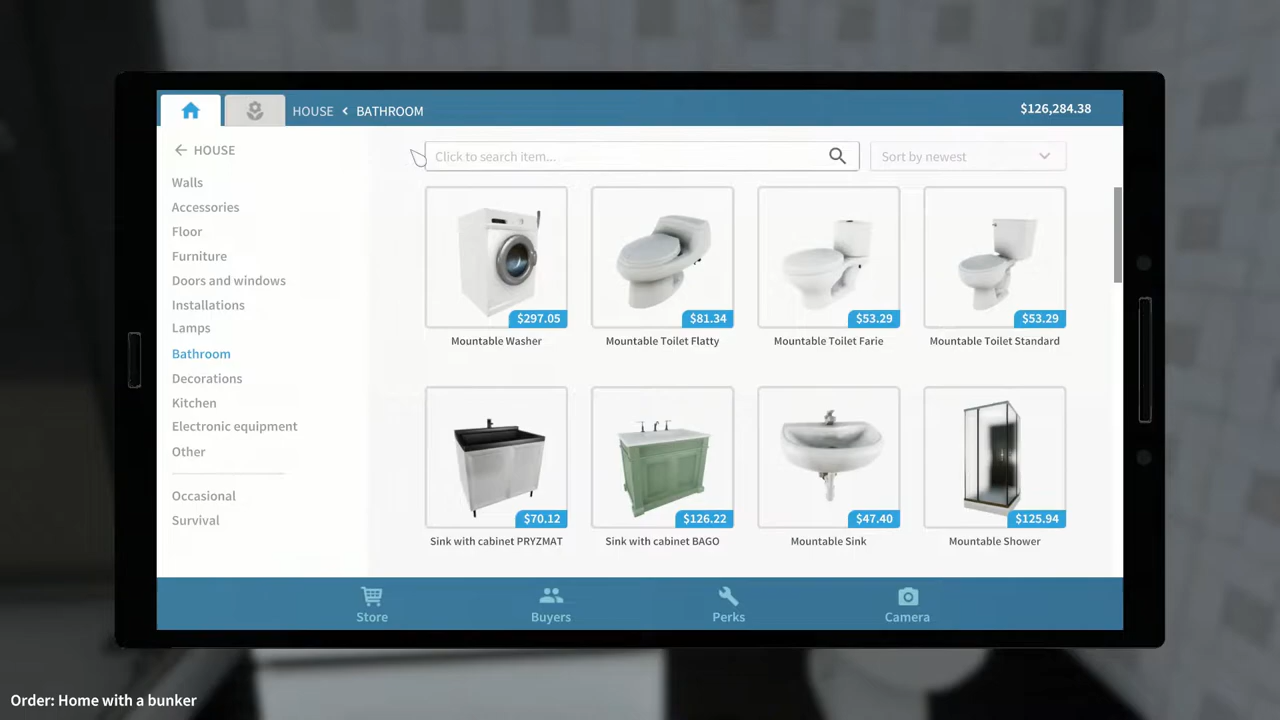 HOUSE < BATHROOM
$126,284.38
HOUSE
Click to search item...
Sort by newest
Walls
Accessories
Floor
Furniture
Doors and windows
Installations
Lamps
Bathroom
Decorations
Kitchen
Electronic equipment
Other
Occasional
Survival
$297.05
$81.34
$53.29
$53.29
Mountable Washer
Mountable Toilet Flatty
Mountable Toilet Farie
Mountable Toilet Standard
$70.12
$126.22
$47.40
$125.94
Sink with cabinet PRYZMAT
Sink with cabinet BAGO
Mountable Sink
Mountable Shower
Store
Buyers
Perks
Camera
Order: Home with a bunker